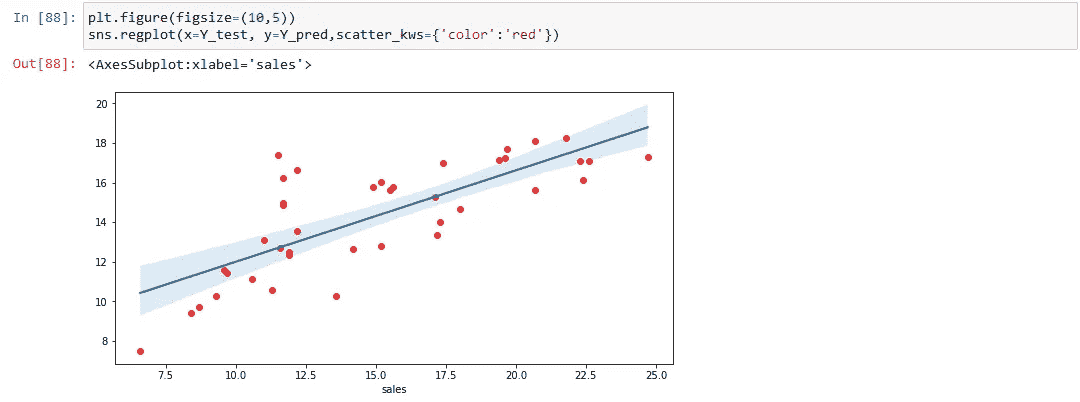 In [88]: plt.figure(figsize=(10,5))
sns.regplot(x=Y_test, y=Y_pred,scatter_kws={'color':'red'})
Out[88]: <AxesSubplot:xlabel='sales'>
20
18
16
14
12
10
8
7.5 10.0 12.5 15.0 17.5 20.0 22.5 25.0
sales